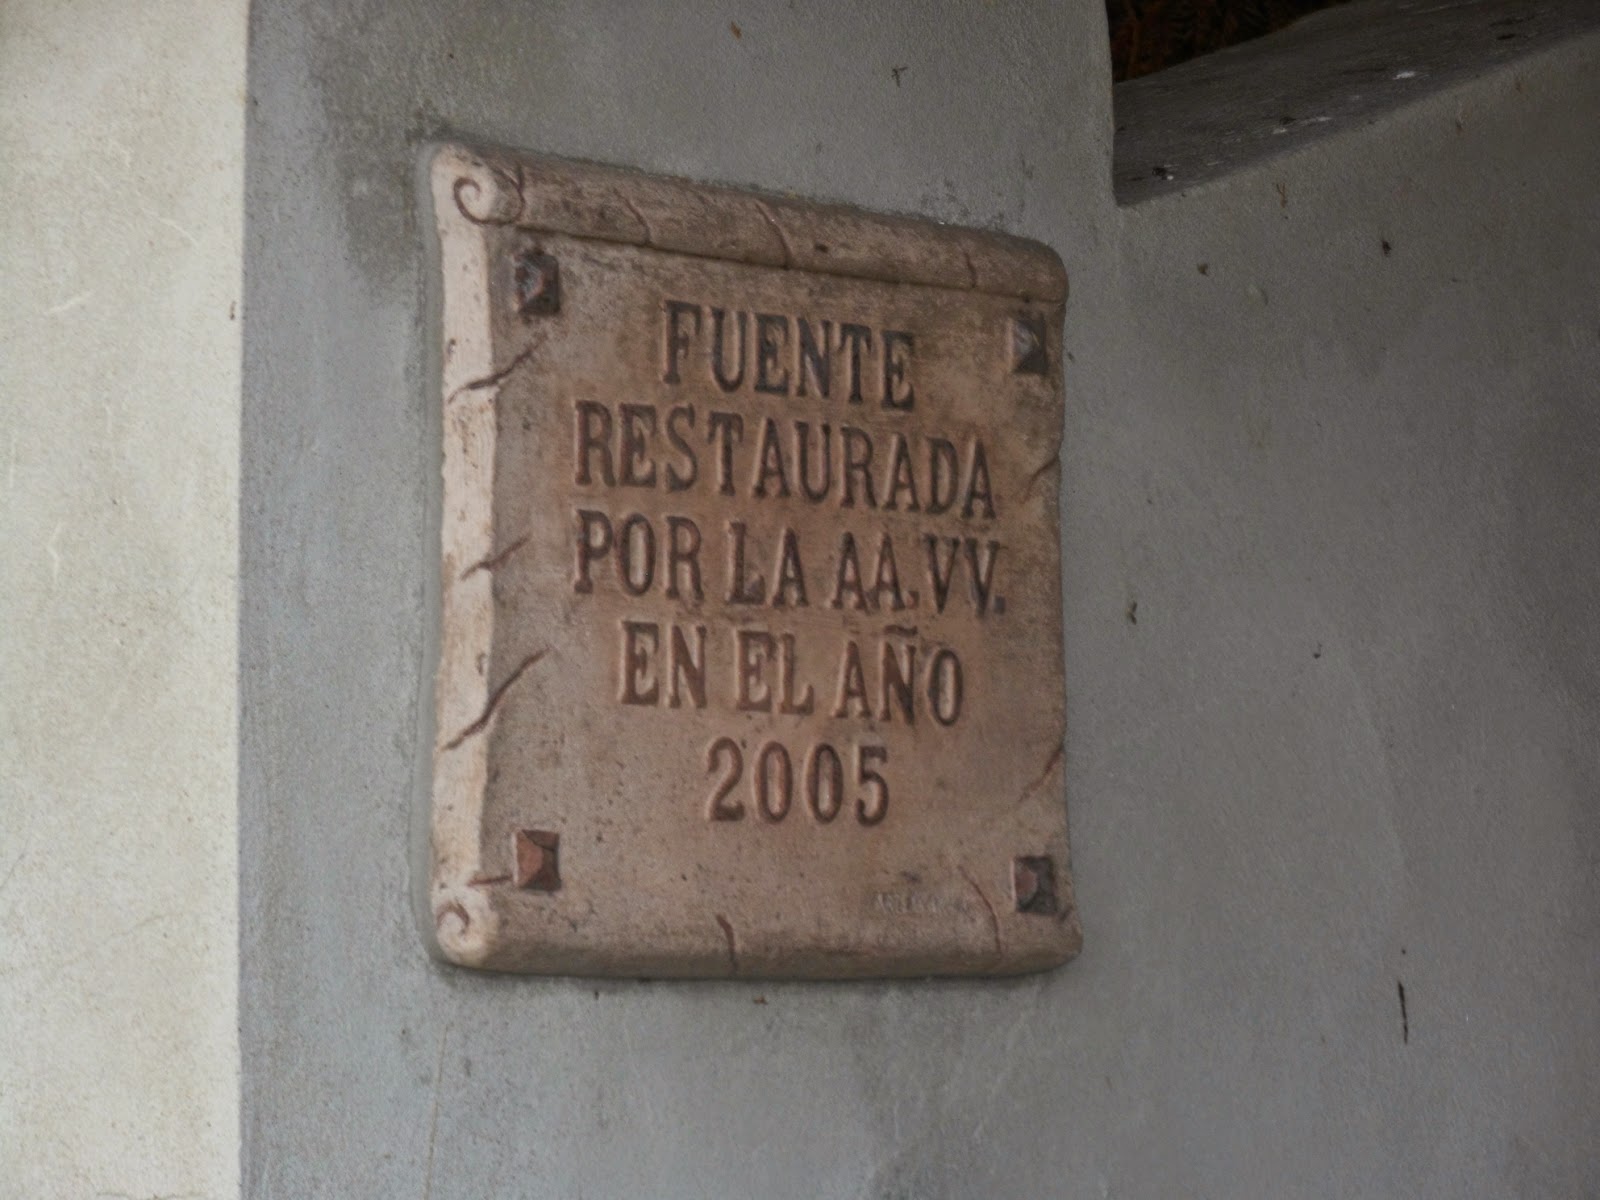 FUENTE
RESTAURADA
POR LA AA.VV.
EN EL AÑO
2005